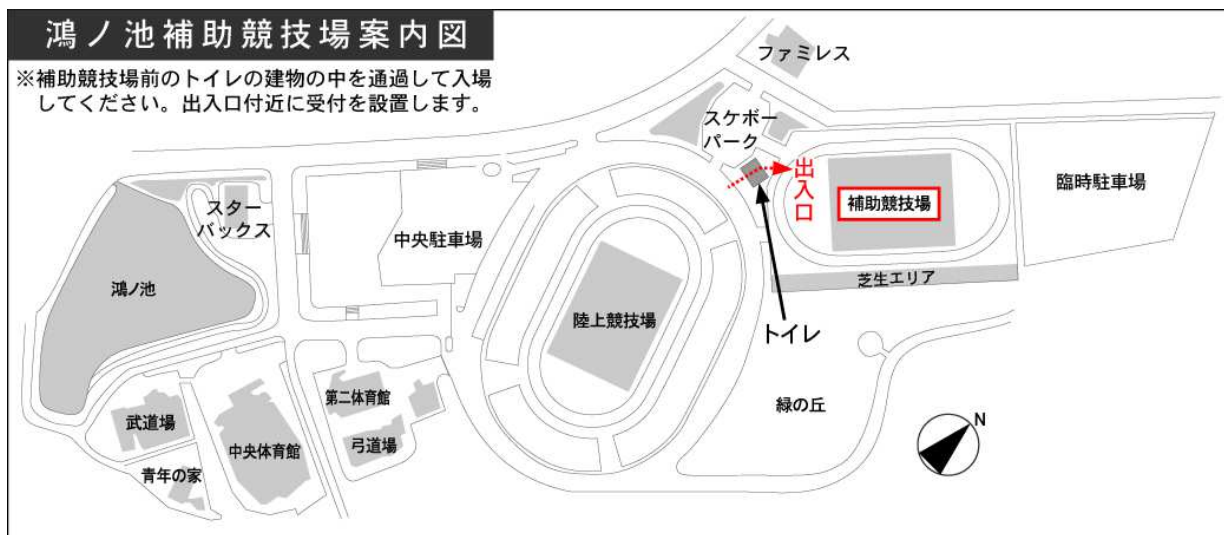 鴻ノ池補助競技場案内図
※補助競技場前のトイレの建物の中を通過して入場
してください。出入口付近に受付を設置します。
ファミレス
スケボー
パーク
出入口
補助競技場
臨時駐車場
芝生エリア
スター
バックス
中央駐車場
鴻ノ池
陸上競技場
トイレ
緑の丘
N
武道場
第二体育館
中央体育館
弓道場
青年の家